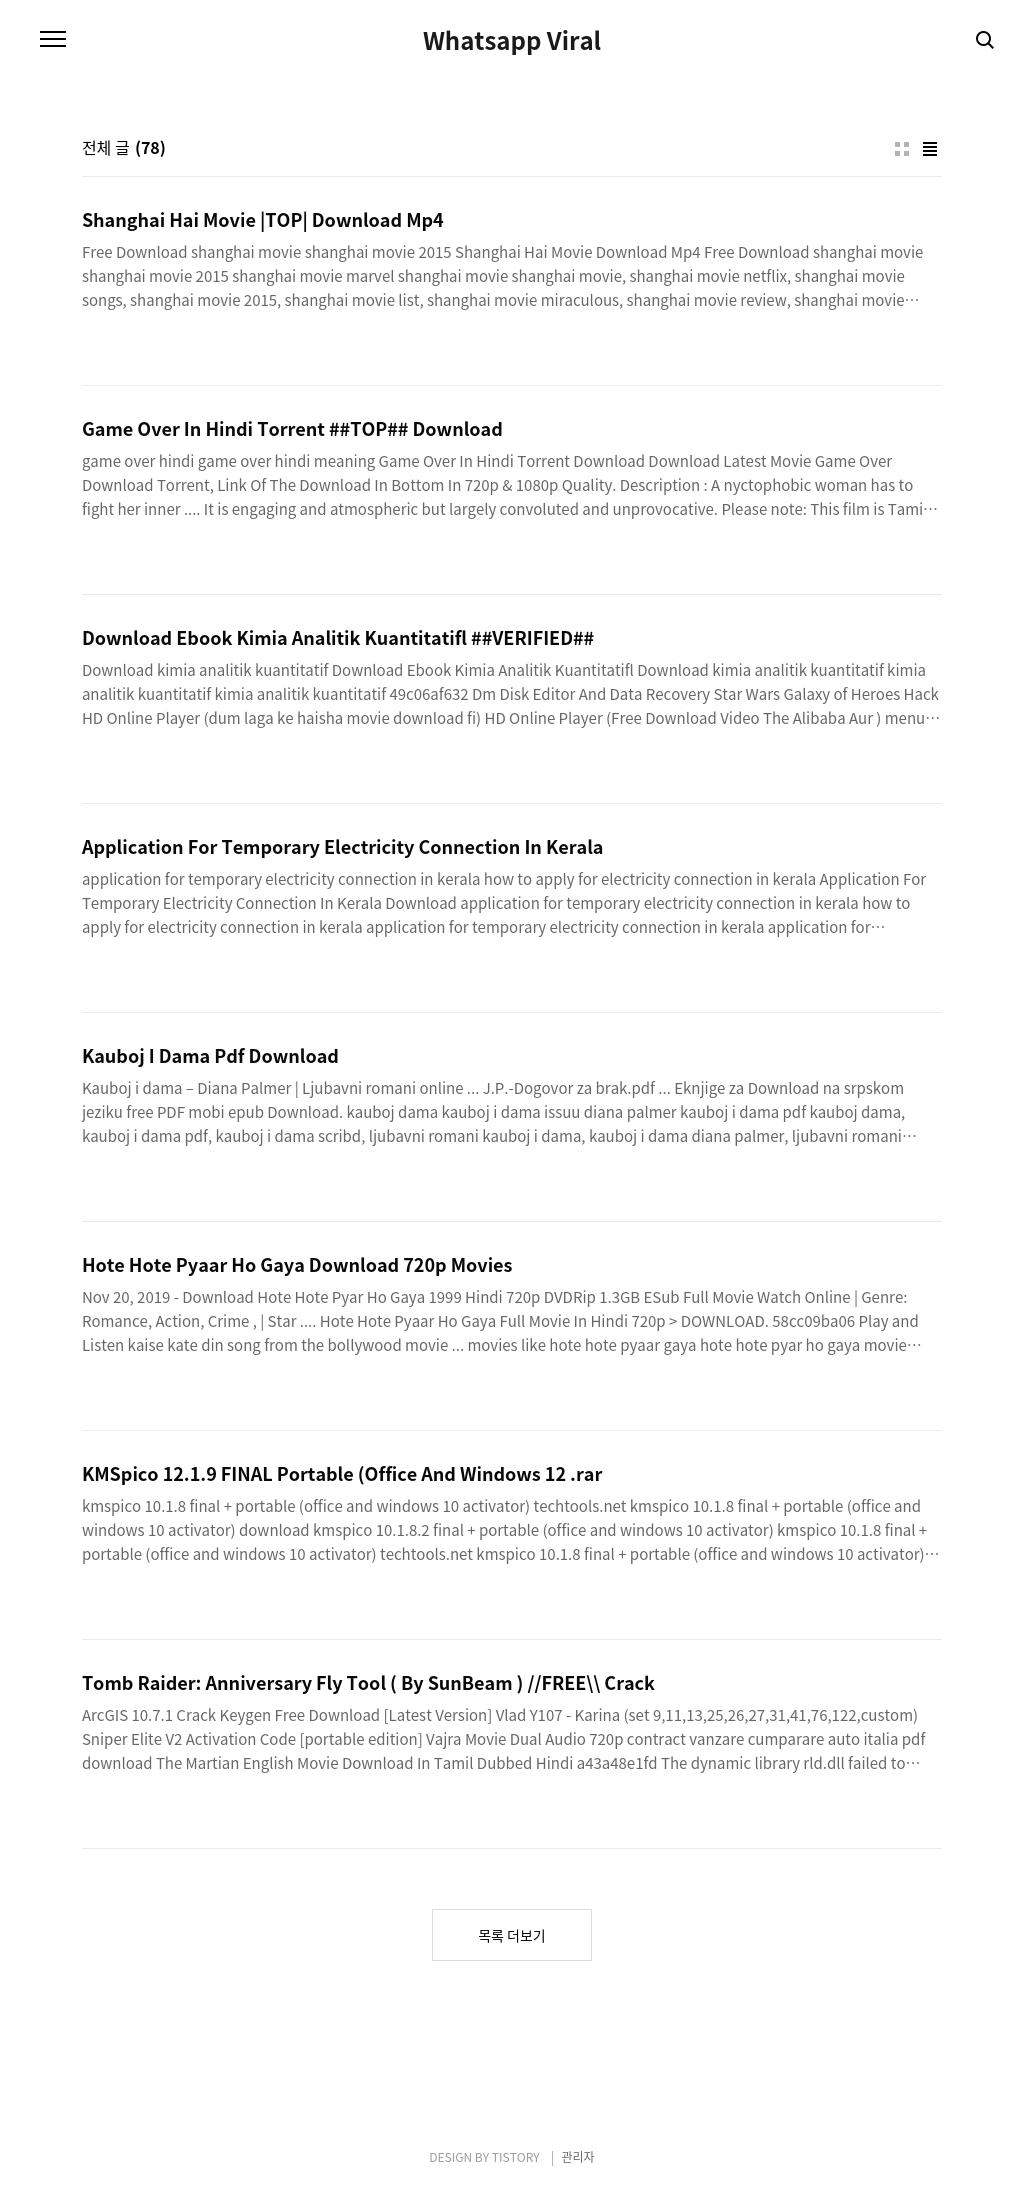 Whatsapp Viral
전체 글 (78)
Shanghai Hai Movie |TOP| Download Mp4
Free Download shanghai movie shanghai movie 2015 Shanghai Hai Movie Download Mp4 Free Download shanghai movie
shanghai movie 2015 shanghai movie marvel shanghai movie shanghai movie, shanghai movie netflix, shanghai movie
songs, shanghai movie 2015, shanghai movie list, shanghai movie miraculous, shanghai movie review, shanghai movie…
Game Over In Hindi Torrent ##TOP## Download
game over hindi game over hindi meaning Game Over In Hindi Torrent Download Download Latest Movie Game Over
Download Torrent, Link Of The Download In Bottom In 720p & 1080p Quality. Description : A nyctophobic woman has to
fight her inner .... It is engaging and atmospheric but largely convoluted and unprovocative. Please note: This film is Tami…
Download Ebook Kimia Analitik Kuantitatifl ##VERIFIED##
Download kimia analitik kuantitatif Download Ebook Kimia Analitik Kuantitatifl Download kimia analitik kuantitatif kimia
analitik kuantitatif kimia analitik kuantitatif 49c06af632 Dm Disk Editor And Data Recovery Star Wars Galaxy of Heroes Hack
HD Online Player (dum laga ke haisha movie download fi) HD Online Player (Free Download Video The Alibaba Aur ) menu…
Application For Temporary Electricity Connection In Kerala
application for temporary electricity connection in kerala how to apply for electricity connection in kerala Application For
Temporary Electricity Connection In Kerala Download application for temporary electricity connection in kerala how to
apply for electricity connection in kerala application for temporary electricity connection in kerala application for…
Kauboj I Dama Pdf Download
Kauboj i dama – Diana Palmer | Ljubavni romani online ... J.P.-Dogovor za brak.pdf ... Eknjige za Download na srpskom
jeziku free PDF mobi epub Download. kauboj dama kauboj i dama issuu diana palmer kauboj i dama pdf kauboj dama,
kauboj i dama pdf, kauboj i dama scribd, ljubavni romani kauboj i dama, kauboj i dama diana palmer, ljubavni romani…
Hote Hote Pyaar Ho Gaya Download 720p Movies
Nov 20, 2019 - Download Hote Hote Pyar Ho Gaya 1999 Hindi 720p DVDRip 1.3GB ESub Full Movie Watch Online | Genre:
Romance, Action, Crime , | Star .... Hote Hote Pyaar Ho Gaya Full Movie In Hindi 720p > DOWNLOAD. 58cc09ba06 Play and
Listen kaise kate din song from the bollywood movie ... movies like hote hote pyaar gaya hote hote pyar ho gaya movie…
KMSpico 12.1.9 FINAL Portable (Office And Windows 12 .rar
kmspico 10.1.8 final + portable (office and windows 10 activator) techtools.net kmspico 10.1.8 final + portable (office and
windows 10 activator) download kmspico 10.1.8.2 final + portable (office and windows 10 activator) kmspico 10.1.8 final +
portable (office and windows 10 activator) techtools.net kmspico 10.1.8 final + portable (office and windows 10 activator)…
Tomb Raider: Anniversary Fly Tool ( By SunBeam ) //FREE\\ Crack
ArcGIS 10.7.1 Crack Keygen Free Download [Latest Version] Vlad Y107 - Karina (set 9,11,13,25,26,27,31,41,76,122,custom)
Sniper Elite V2 Activation Code [portable edition] Vajra Movie Dual Audio 720p contract vanzare cumparare auto italia pdf
download The Martian English Movie Download In Tamil Dubbed Hindi a43a48e1fd The dynamic library rld.dll failed to…
목록 더보기
DESIGN BY TISTORY | 관리자